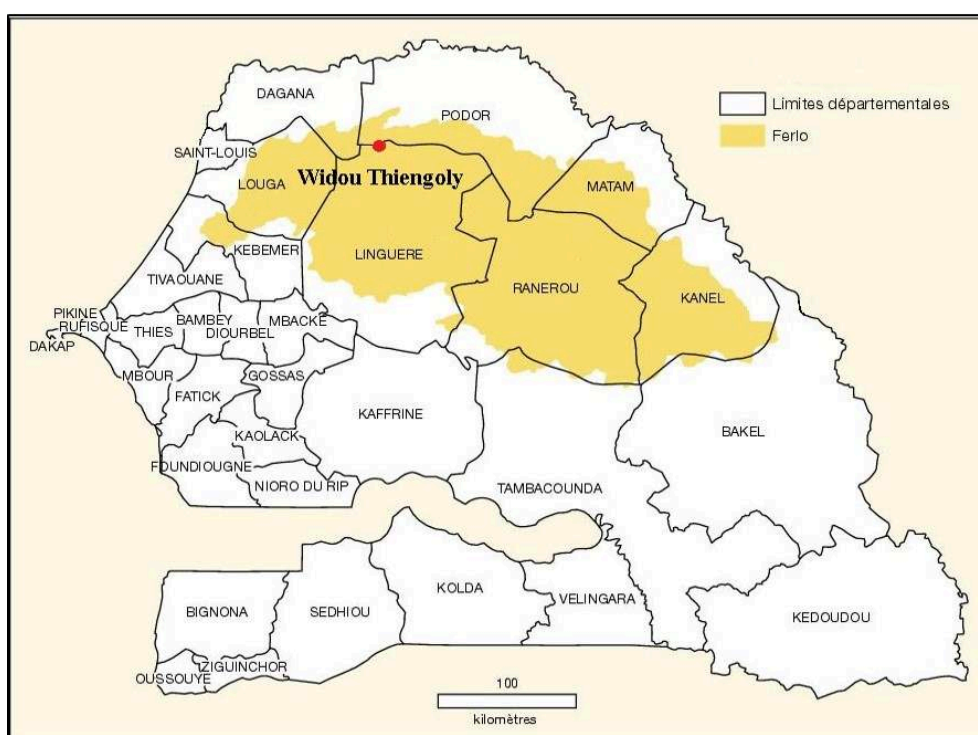 DAGANA
PODOR
Limites départementales
Ferlo
SAINT-LOUIS
LOUGA
Widou Thiengoly
MATAM
KEBEMER
LINGUERE
TIVAOUANE
RANEROU
KANEL
PIKINE
RUFISQUE
DAKAP
THIES
BAMBEY
DIOURBEL
MBACKE
MBOUR
GOSSAS
FATICK
KAFFRINE
KAOLACK
BAKEL
FOUNDIOUGNE
NIORO DU RIP
TAMBACOUNDA
KOLDA
VELINGARA
BIGNONA
SEDHIOU
KEDOUDOU
ZIGUINCHOR
OUSSOUYE
100
kilomètres